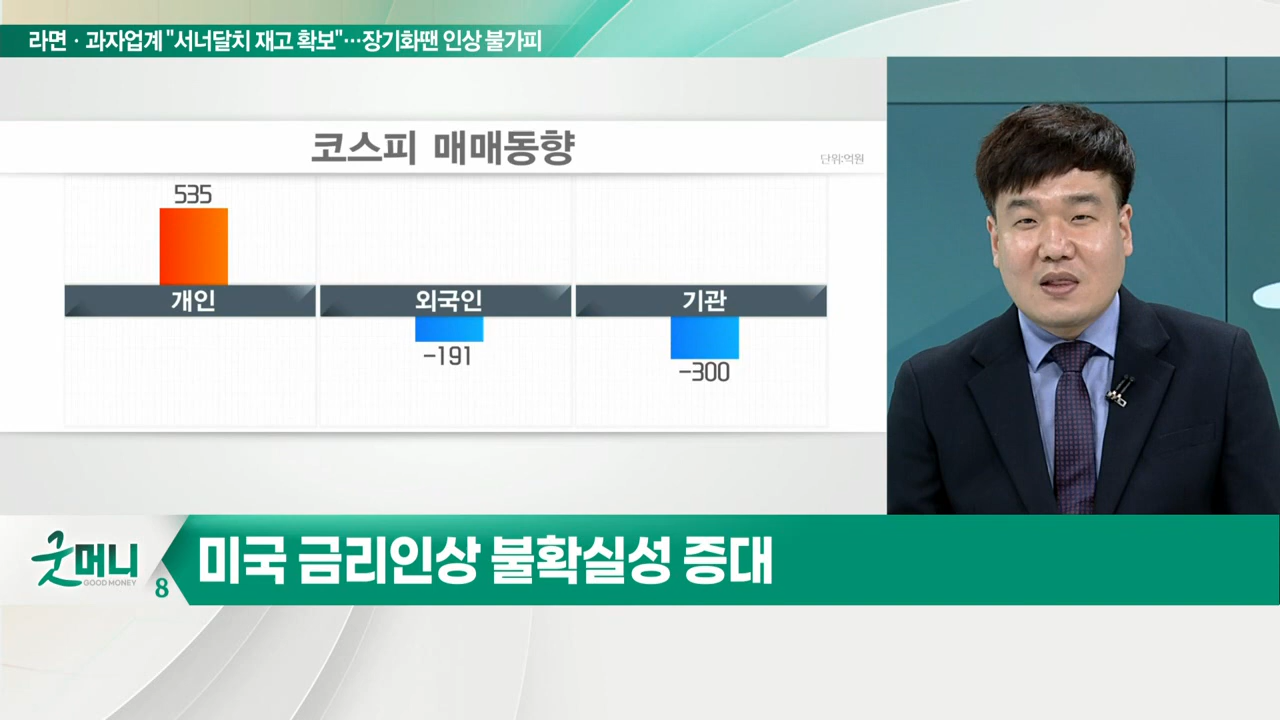 라면 · 과자업계 "서너달치 재고 확보"…장기화땐 인상 불가피
코스피 매매동향
단위:억원
535
개인
외국인
기관
-191
-300
굿머니
GOOD MONEY
8
미국 금리인상 불확실성 증대